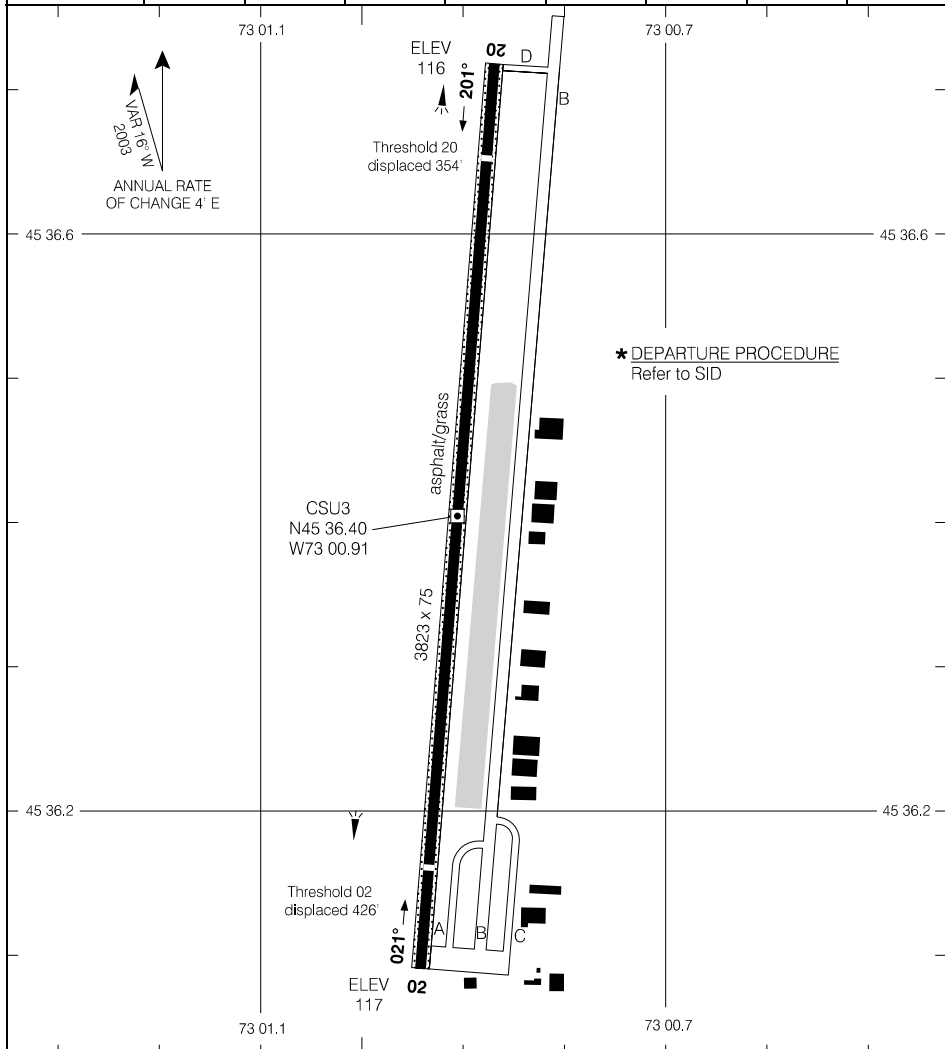 73 01.1
73 00.7
ELEV
116
20
D
201°
B
VAR 16° W
2003
Threshold 20
displaced 354'
ANNUAL RATE
OF CHANGE 4' E
45 36.6
45 36.6
* DEPARTURE PROCEDURE
Refer to SID
asphalt/grass
CSU3
N45 36.40
W73 00.91
3823 x 75
45 36.2
45 36.2
Threshold 02
displaced 426'
021°
A
B
C
ELEV
117
02
73 01.1
73 00.7